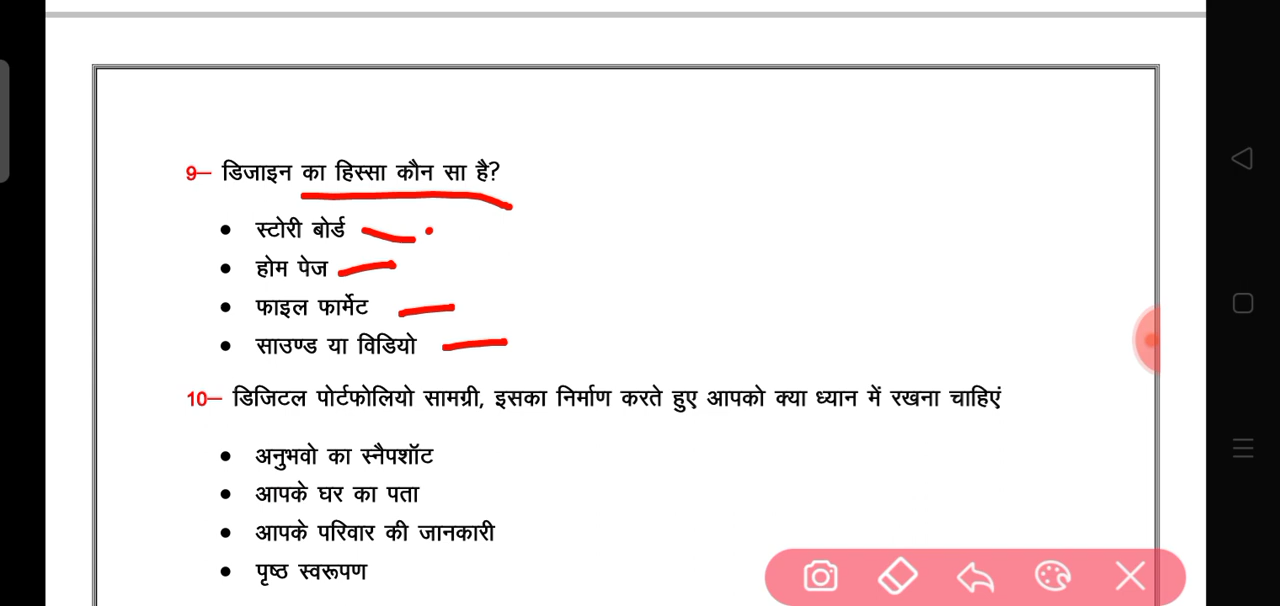 9– डिजाइन का हिस्सा कौन सा है?
• स्टोरी बोर्ड
• होम पेज
• फाइल फार्मेट
• साउण्ड या विडियो
10– डिजिटल पोर्टफोलियो सामग्री, इसका निर्माण करते हुए आपको क्या ध्यान में रखना चाहिएं
• अनुभवो का स्नैपशॉट
• आपके घर का पता
• आपके परिवार की जानकारी
• पृष्ठ स्वरूपण